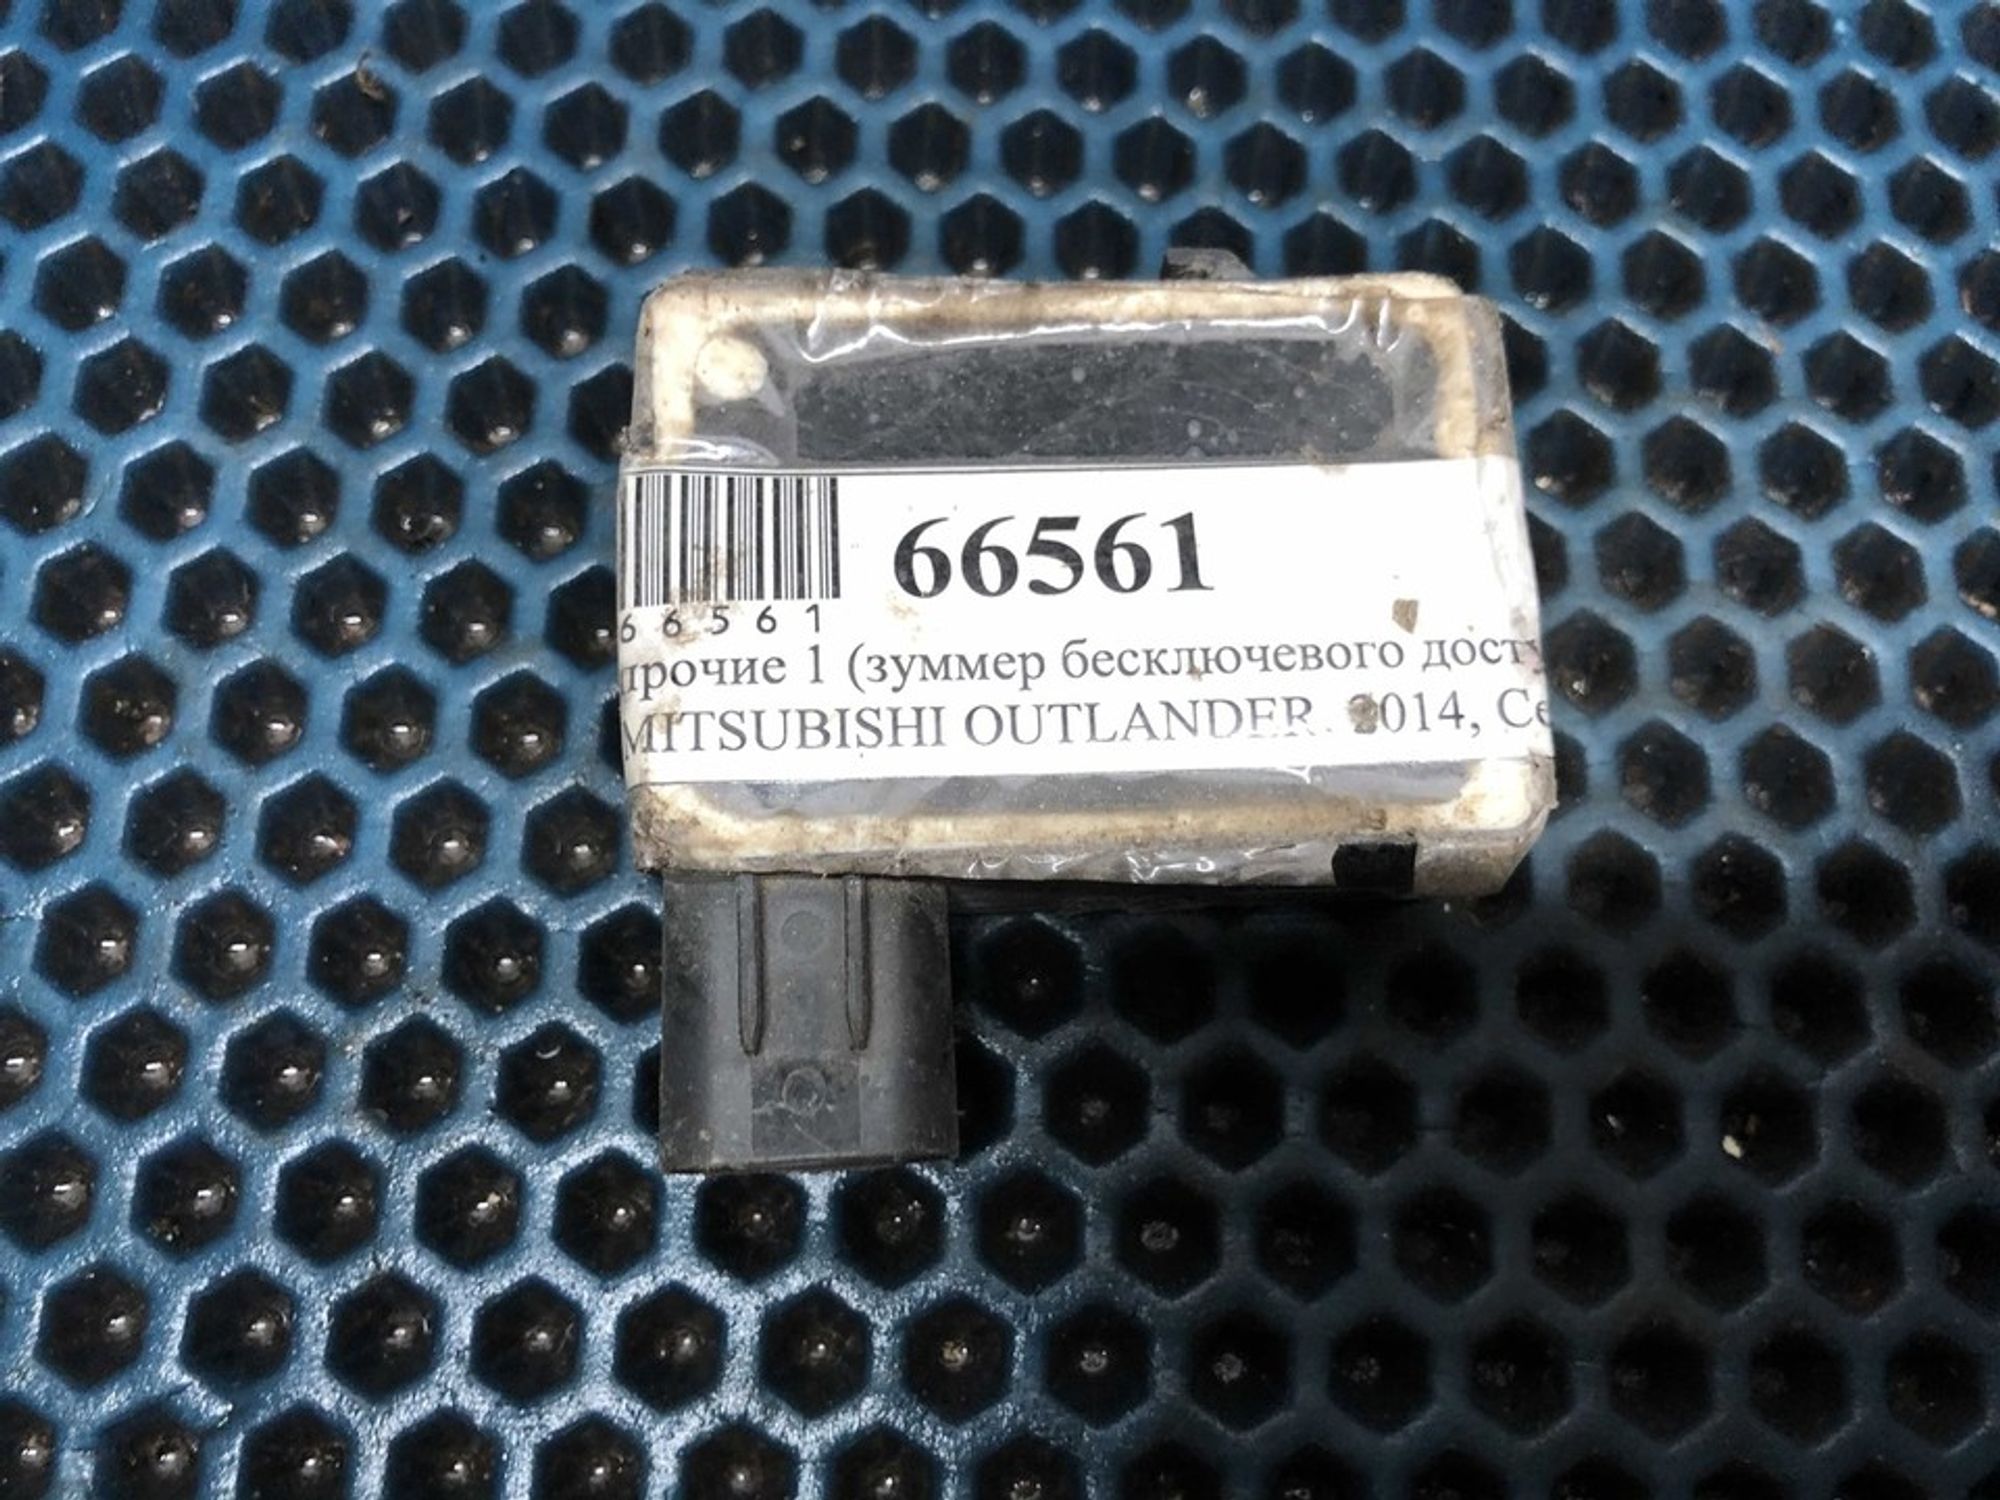 66561
66561
прочие 1 (зуммер бесключевого досту
MITSUBISHI OUTLANDER, 2014, Се